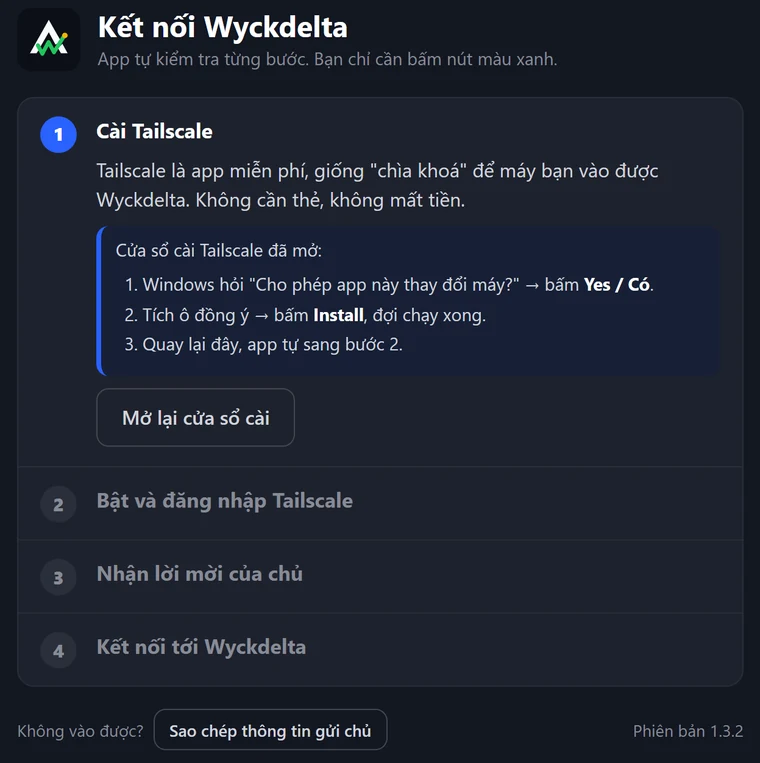 Kết nối Wyckdelta
App tự kiểm tra từng bước. Bạn chỉ cần bấm nút màu xanh.
1
Cài Tailscale
Tailscale là app miễn phí, giống "chìa khoá" để máy bạn vào được
Wyckdelta. Không cần thẻ, không mất tiền.
Cửa sổ cài Tailscale đã mở:
1. Windows hỏi "Cho phép app này thay đổi máy?" → bấm Yes / Có.
2. Tích ô đồng ý → bấm Install, đợi chạy xong.
3. Quay lại đây, app tự sang bước 2.
Mở lại cửa sổ cài
2
Bật và đăng nhập Tailscale
3
Nhận lời mời của chủ
4
Kết nối tới Wyckdelta
Không vào được?
Sao chép thông tin gửi chủ
Phiên bản 1.3.2